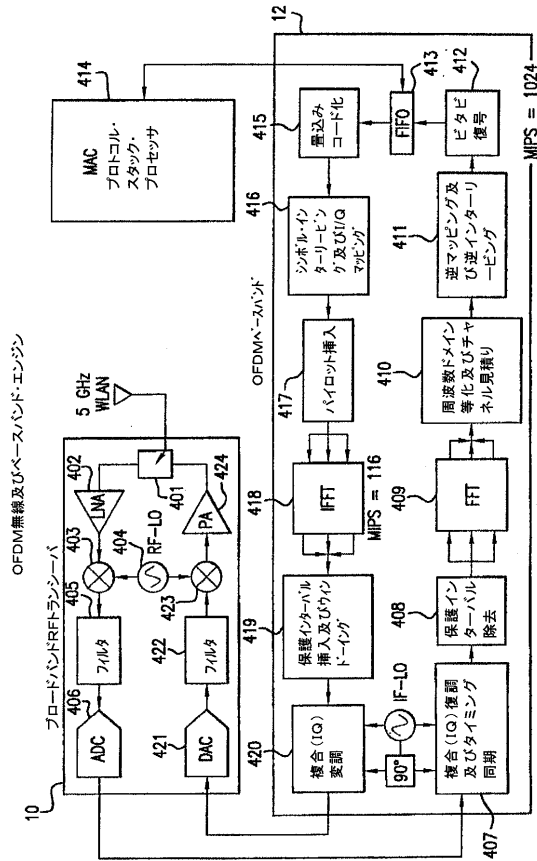 OFDM無線及びベースバンド・エンジン
ブロードバンドRFトランシーバ
10
5 GHz
WLAN
402
LNA
401
403
404
RF-LO
405
フィルタ
406
ADC
424
PA
423
422
フィルタ
421
DAC
414
MAC
プロトコル・
スタック・
プロセッサ
OFDMベースバンド
12
415
畳込み
コード化
413
FIFO
412
ビタビ
復号
416
シンボル・イン
ターリービン
グ及びI/Q
マッピング
411
逆マッピング及
び逆インターリ
ービング
417
パイロット挿入
410
周波数ドメイン
等化及びチャ
ネル見積り
418
IFFT
MIPS = 116
409
FFT
419
保護インターバル
挿入及びウィン
ドーイング
408
保護イン
ターバル
除去
420
複合(IQ)
変調
90°
IF-LO
407
複合(IQ)復調
及びタイミング
同期
MIPS = 1024